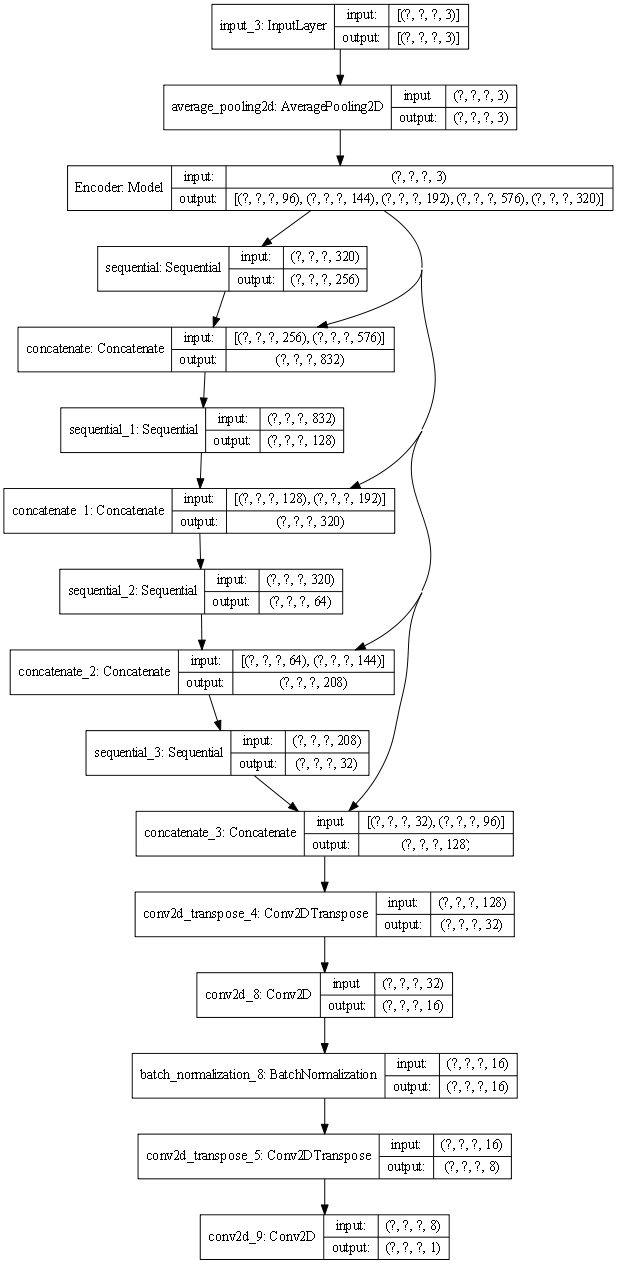 input_3: InputLayer
input: [(?, ?, ?, 3)]
output: [(?, ?, ?, 3)]
average_pooling2d: AveragePooling2D
input (?, ?, ?, 3)
output: (?, ?, ?, 3)
Encoder: Model
input: (?, ?, ?, 3)
output: [(?, ?, ?, 96), (?, ?, ?, 144), (?, ?, ?, 192), (?, ?, ?, 576), (?, ?, ?, 320)]
sequential: Sequential
input: (?, ?, ?, 320)
output: (?, ?, ?, 256)
concatenate: Concatenate
input: [(?, ?, ?, 256), (?, ?, ?, 576)]
output: (?, ?, ?, 832)
sequential_1: Sequential
input: (?, ?, ?, 832)
output: (?, ?, ?, 128)
concatenate 1: Concatenate
input: [(?, ?, ?, 128), (?, ?, ?, 192)]
output: (?, ?, ?, 320)
sequential_2: Sequential
input: (?, ?, ?, 320)
output: (?, ?, ?, 64)
concatenate_2: Concatenate
input: [(?, ?, ?, 64), (?, ?, ?, 144)]
output: (?, ?, ?, 208)
sequential_3: Sequential
input: (?, ?, ?, 208)
output: (?, ?, ?, 32)
concatenate_3: Concatenate
input [(?, ?, ?, 32), (?, ?, ?, 96)]
output: (?, ?, ?, 128)
conv2d_transpose_4: Conv2DTranspose
input: (?, ?, ?, 128)
output: (?, ?, ?, 32)
conv2d_8: Conv2D
input (?, ?, ?, 32)
output: (?, ?, ?, 16)
batch_normalization_8: BatchNormalization
input: (?, ?, ?, 16)
output: (?, ?, ?, 16)
conv2d_transpose_5: Conv2DTranspose
input: (?, ?, ?, 16)
output: (?, ?, ?, 8)
conv2d_9: Conv2D
input: (?, ?, ?, 8)
output: (?, ?, ?, 1)